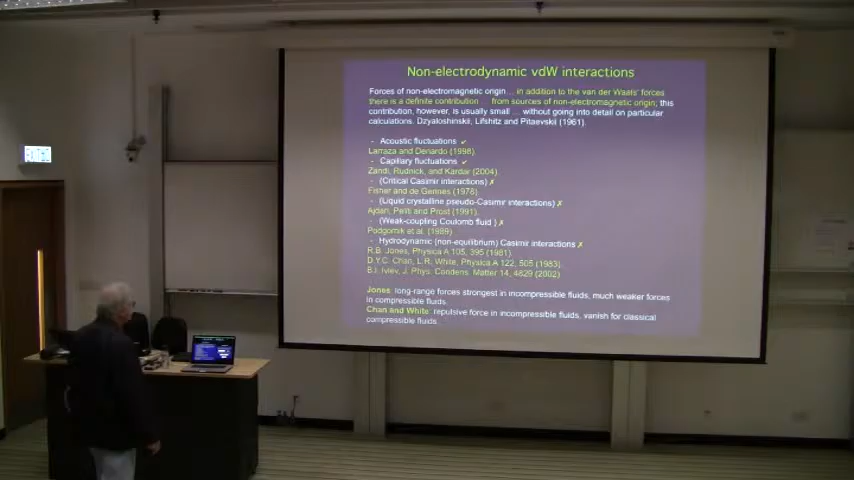 Non-electrodynamic vdW interactions
Forces of non-electromagnetic origin... in addition to the van der Waals' forces
there is a definite contribution ... from sources of non-electromagnetic origin; this
contribution, however, is usually small ... without going into detail on particular
calculations. Dzyaloshinskii, Lifshitz and Pitaevskii (1961).
- Acoustic fluctuations ✓
Larraza and Denardo (1998).
- Capillary fluctuations ✓
Zandi, Rudnick, and Kardar (2004).
- (Critical Casimir interactions) ✗
Fisher and de Gennes (1978).
- (Liquid crystalline pseudo-Casimir interactions) ✗
Ajdari, Peliti and Prost (1991).
- (Weak-coupling Coulomb fluid ) ✗
Podgornik et al. (1989)
- Hydrodynamic (non-equilibrium) Casimir interactions ✗
R.B. Jones, Physica A 105, 395 (1981).
D.Y.C. Chan, L.R. White, Physica A 122, 505 (1983).
B.I. Ivlev, J. Phys. Condens. Matter 14, 4829 (2002)
Jones: long-range forces strongest in incompressible fluids, much weaker forces
in compressible fluids.
Chan and White: repulsive force in incompressible fluids, vanish for classical
compressible fluids.